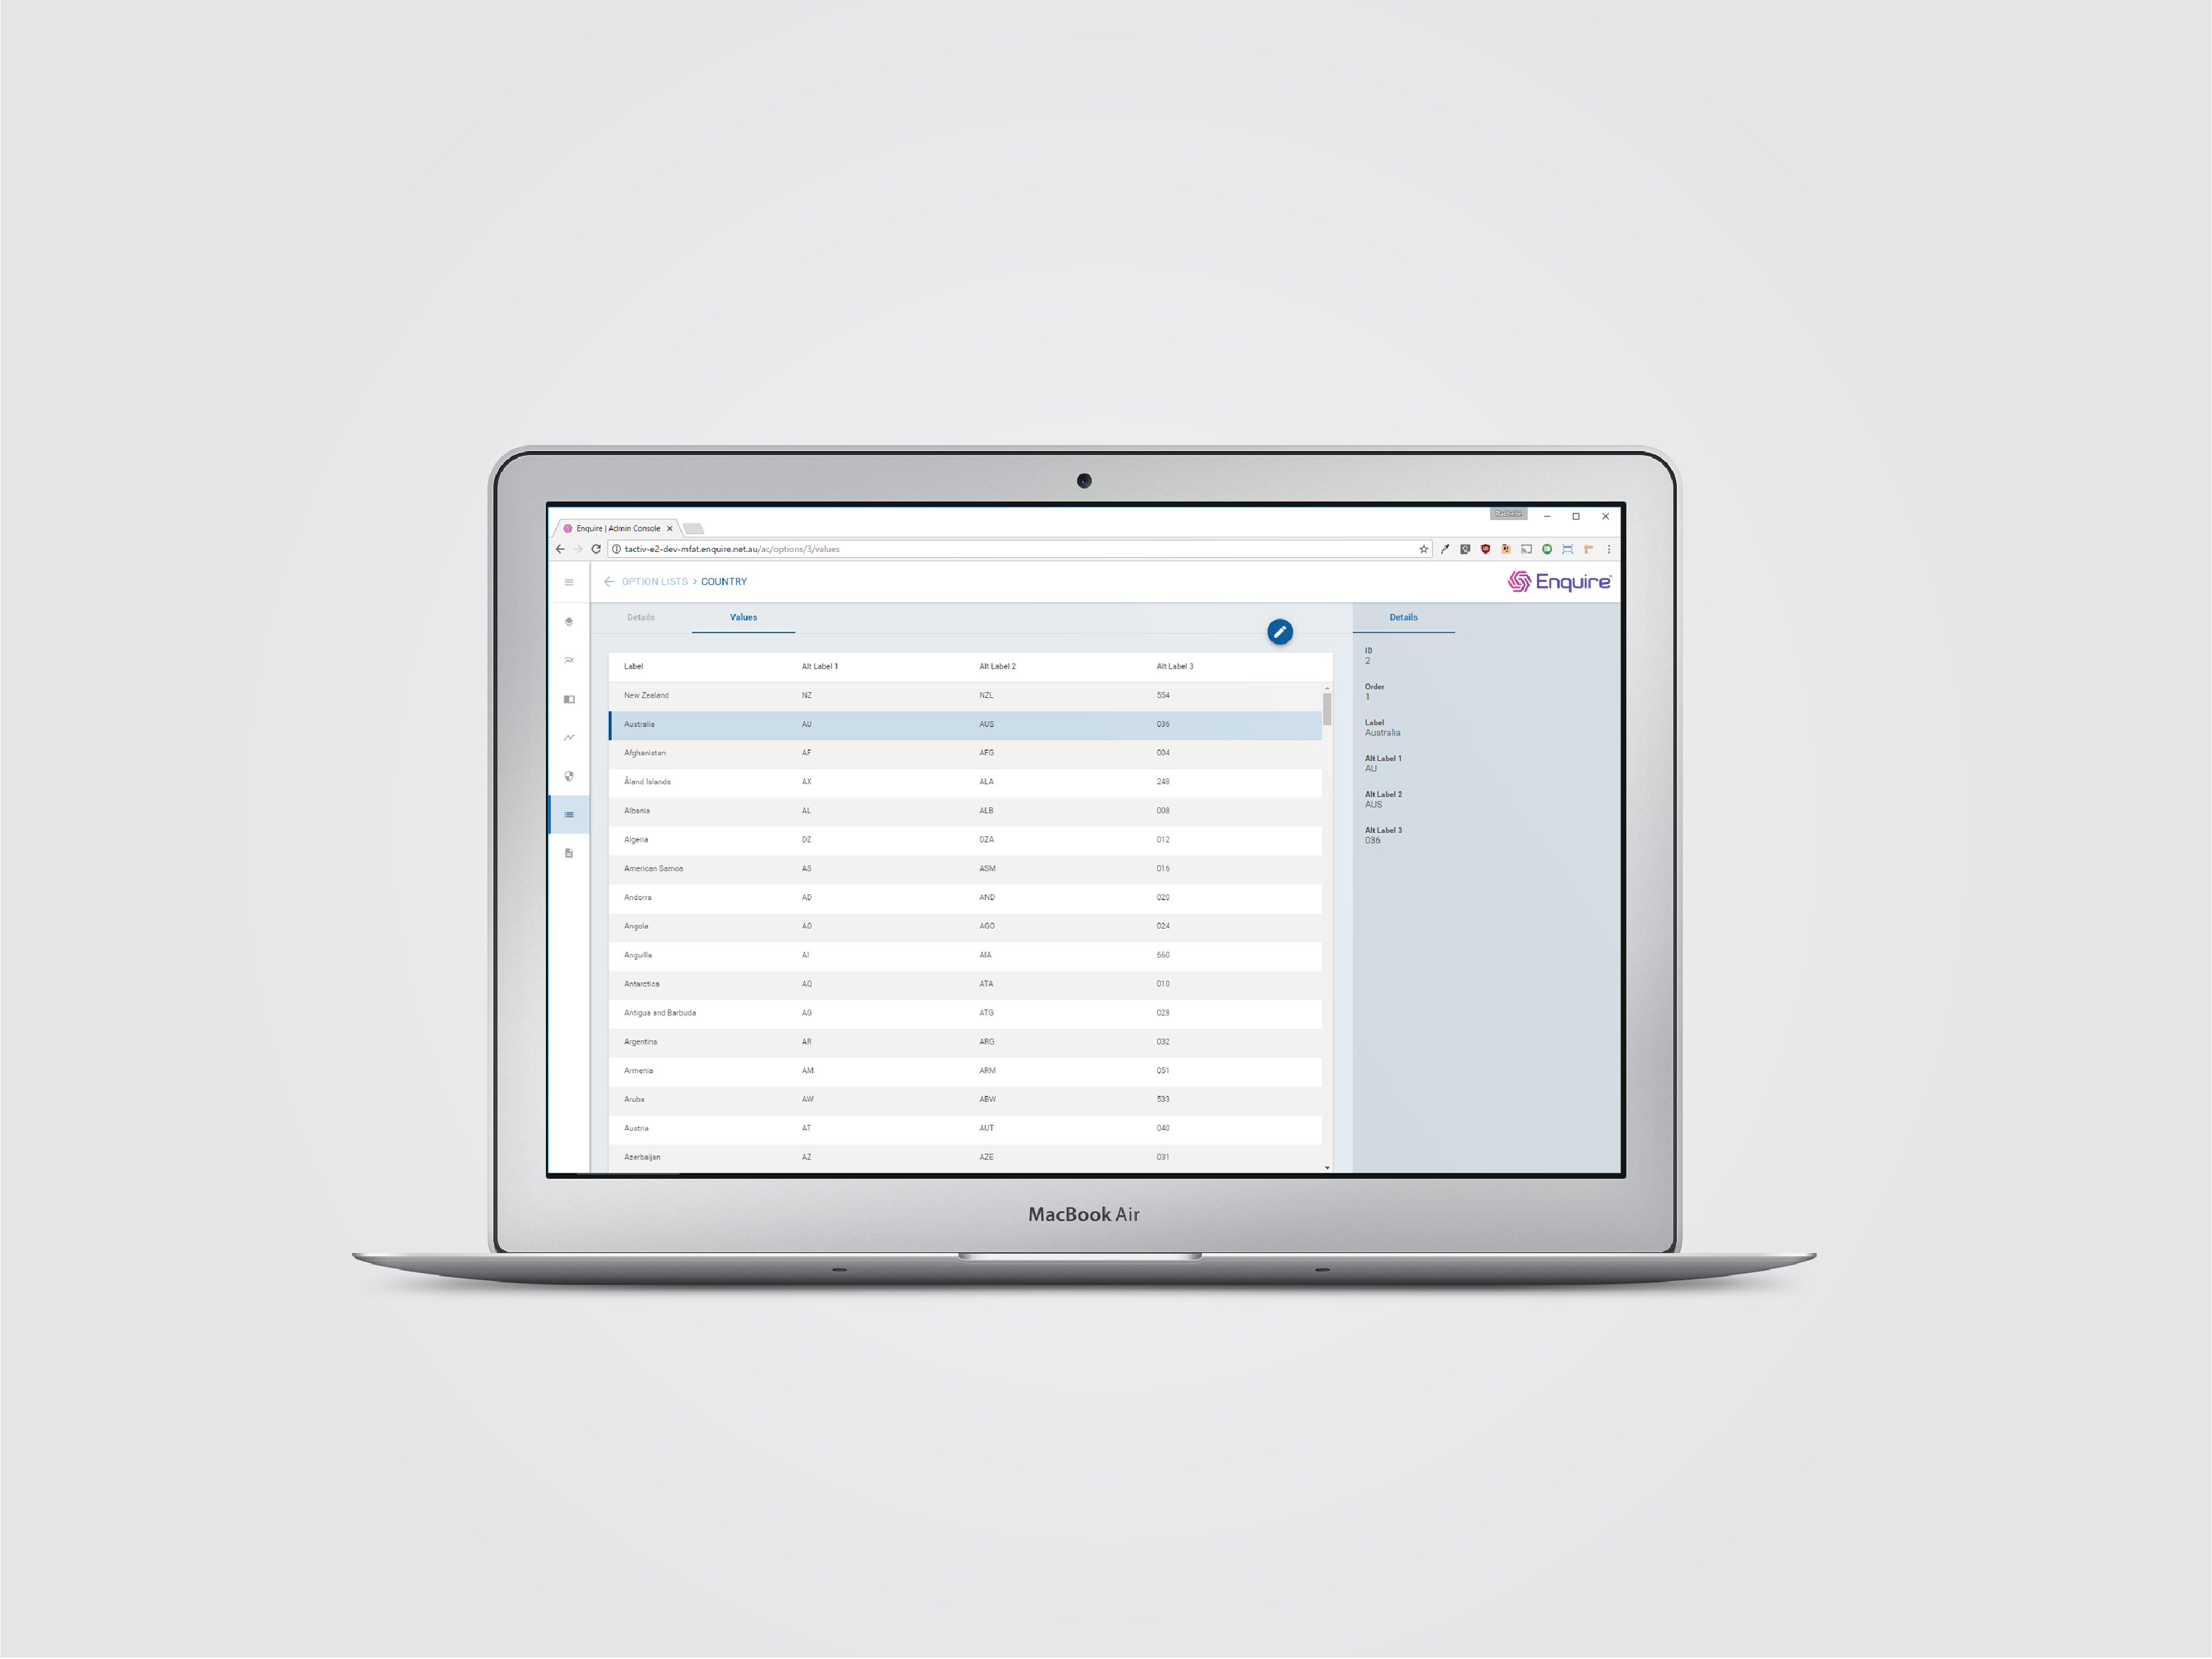 Rachelle
Enquire | Admin Console
tactiv-e2-dev-mfat.enquire.net.au/ac/options/3/values
OPTION LISTS > COUNTRY
Enquire
Details Values Details
Label Alt Label 1 Alt Label 2 Alt Label 3
New Zealand NZ NZL 554
Australia AU AUS 036
Afghanistan AF AFG 004
Åland Islands AX ALA 248
Albania AL ALB 008
Algeria DZ DZA 012
American Samoa AS ASM 016
Andorra AD AND 020
Angola AO AGO 024
Anguilla AI AIA 660
Antarctica AQ ATA 010
Antigua and Barbuda AG ATG 028
Argentina AR ARG 032
Armenia AM ARM 051
Aruba AW ABW 533
Austria AT AUT 040
Azerbaijan AZ AZE 031
ID
2
Order
1
Label
Australia
Alt Label 1
AU
Alt Label 2
AUS
Alt Label 3
036
MacBook Air